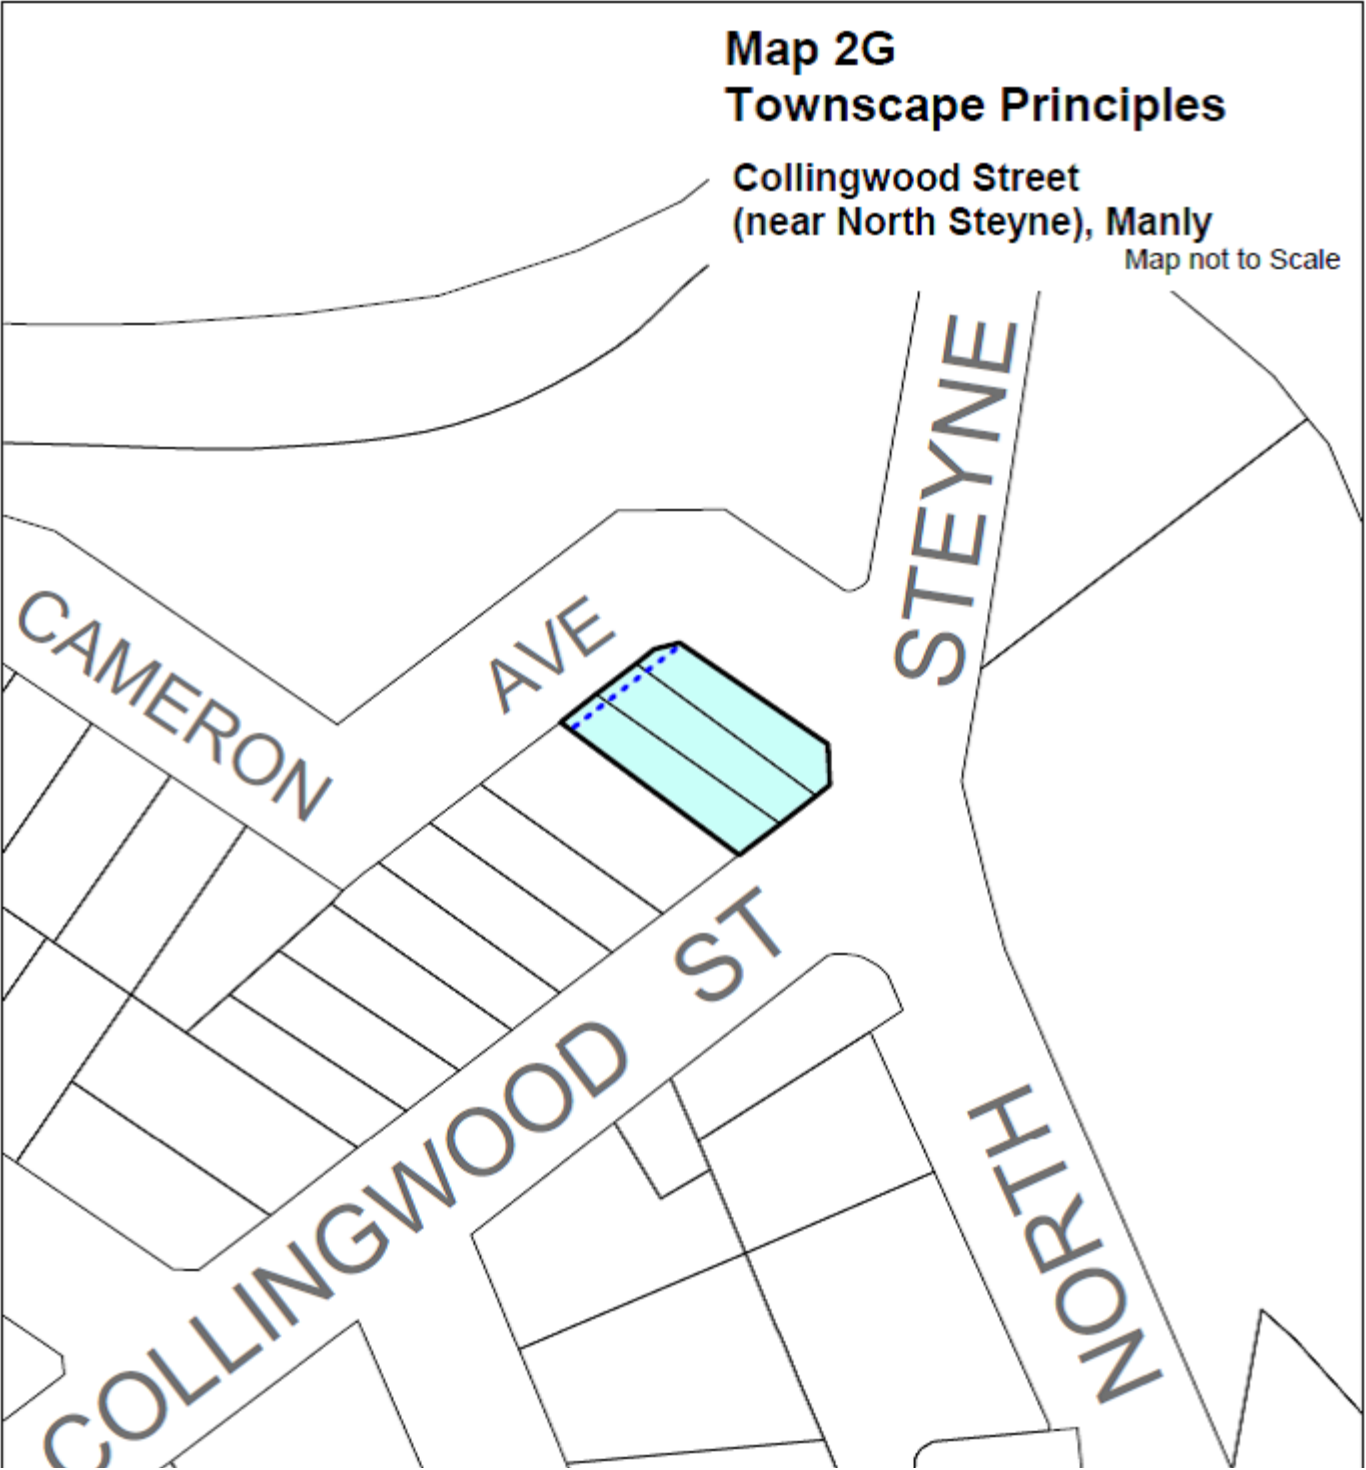 Map 2G
Townscape Principles
Collingwood Street
(near North Steyne), Manly
Map not to Scale
CAMERON AVE
COLLINGWOOD ST
NORTH STEYNE